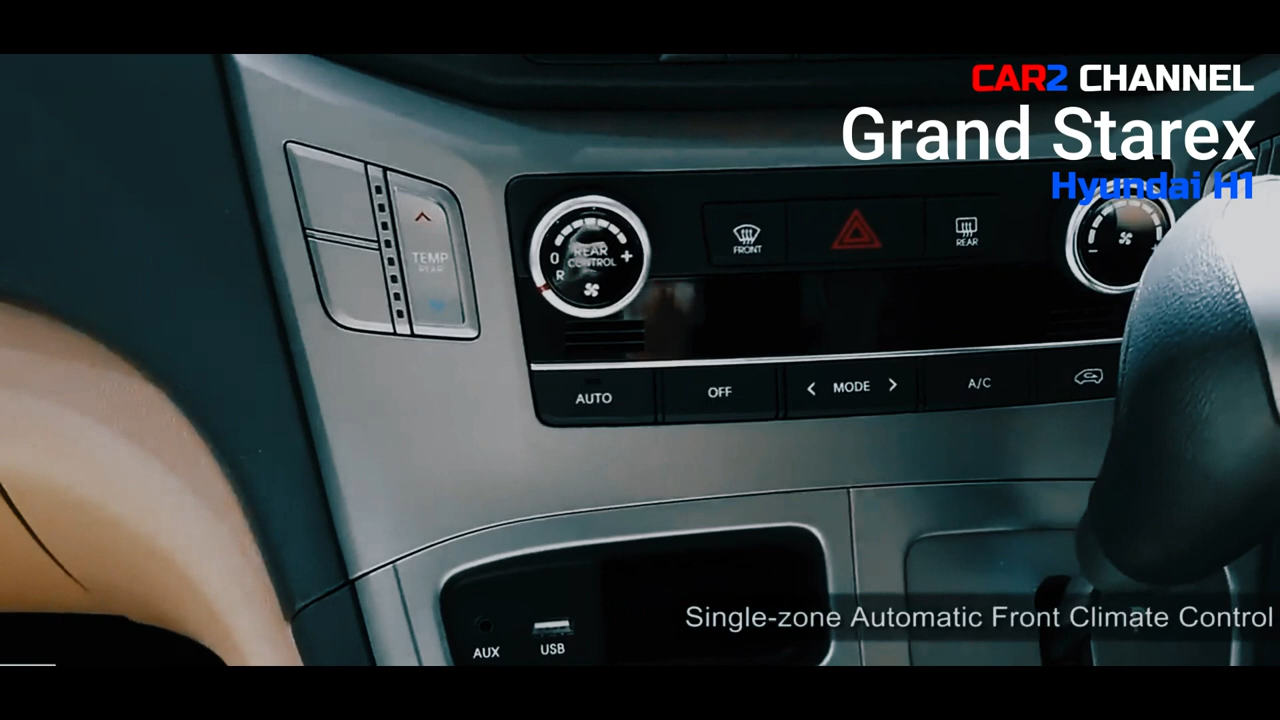 CAR2 CHANNEL
Grand Starex
Hyundai H1
TEMP
REAR
0
REAR
CONTROL
+
R
FRONT
REAR
-
AUTO
OFF
< MODE >
A/C
AUX
USB
Single-zone Automatic Front Climate Control